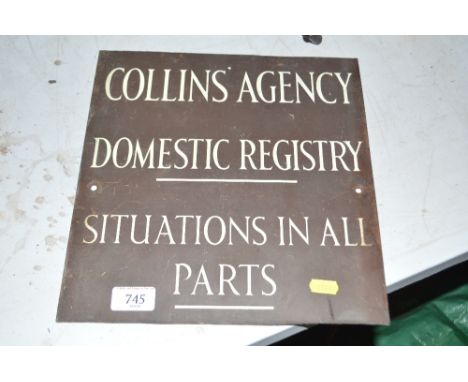 COLLINS' AGENCY
DOMESTIC REGISTRY
SITUATIONS IN ALL
PARTS
745